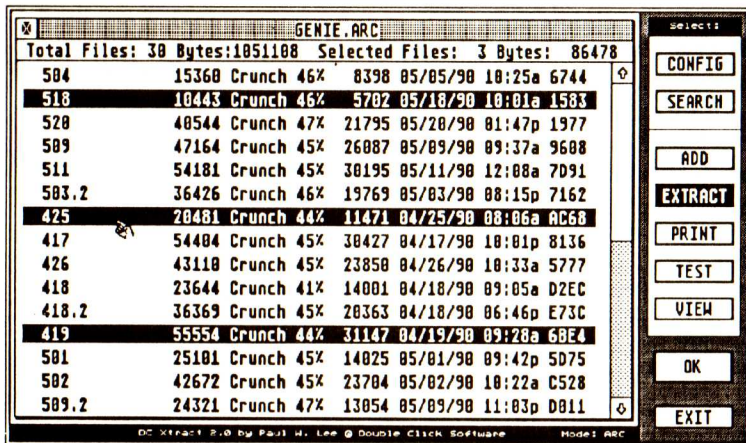 GENIE.ARC
Total Files: 30 Bytes:1051108 Selected Files: 3 Bytes: 86478
504 15360 Crunch 46% 8398 05/05/90 10:25a 6744
518 10443 Crunch 46% 5702 05/18/90 10:01a 1583
520 40544 Crunch 47% 21795 05/20/90 01:47p 1977
509 47164 Crunch 45% 26087 05/09/90 09:37a 9608
511 54181 Crunch 45% 30195 05/11/90 12:08a 7D91
503.2 36426 Crunch 46% 19769 05/03/90 08:15p 7162
425 20481 Crunch 44% 11471 04/25/90 08:06a AC68
417 54404 Crunch 45% 30427 04/17/90 10:01p 8136
426 43110 Crunch 45% 23850 04/26/90 10:33a 5777
418 23644 Crunch 41% 14001 04/18/90 09:05a D2EC
418.2 36369 Crunch 45% 20363 04/18/90 06:46p E73C
419 55554 Crunch 44% 31147 04/19/90 09:28a 6BE4
501 25101 Crunch 45% 14025 05/01/90 09:42p 5D75
502 42672 Crunch 45% 23704 05/02/90 10:22a C528
509.2 24321 Crunch 47% 13054 05/09/90 11:03p D011
DC Xtract 2.0 by Paul W. Lee @ Double Click Software Mode: ARC
Select:
CONFIG
SEARCH
ADD
EXTRACT
PRINT
TEST
VIEW
OK
EXIT